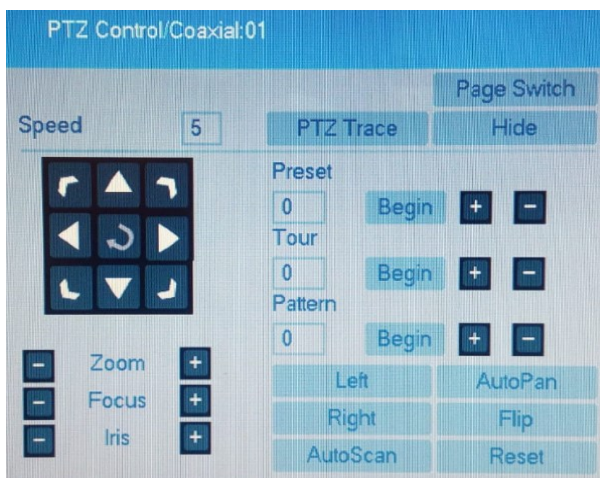 PTZ Control/Coaxial:01
Page Switch
Speed 5 PTZ Trace Hide
Preset
0 Begin + -
Tour
0 Begin + -
Pattern
0 Begin + -
- Zoom +
- Focus +
- Iris +
Left AutoPan
Right Flip
AutoScan Reset